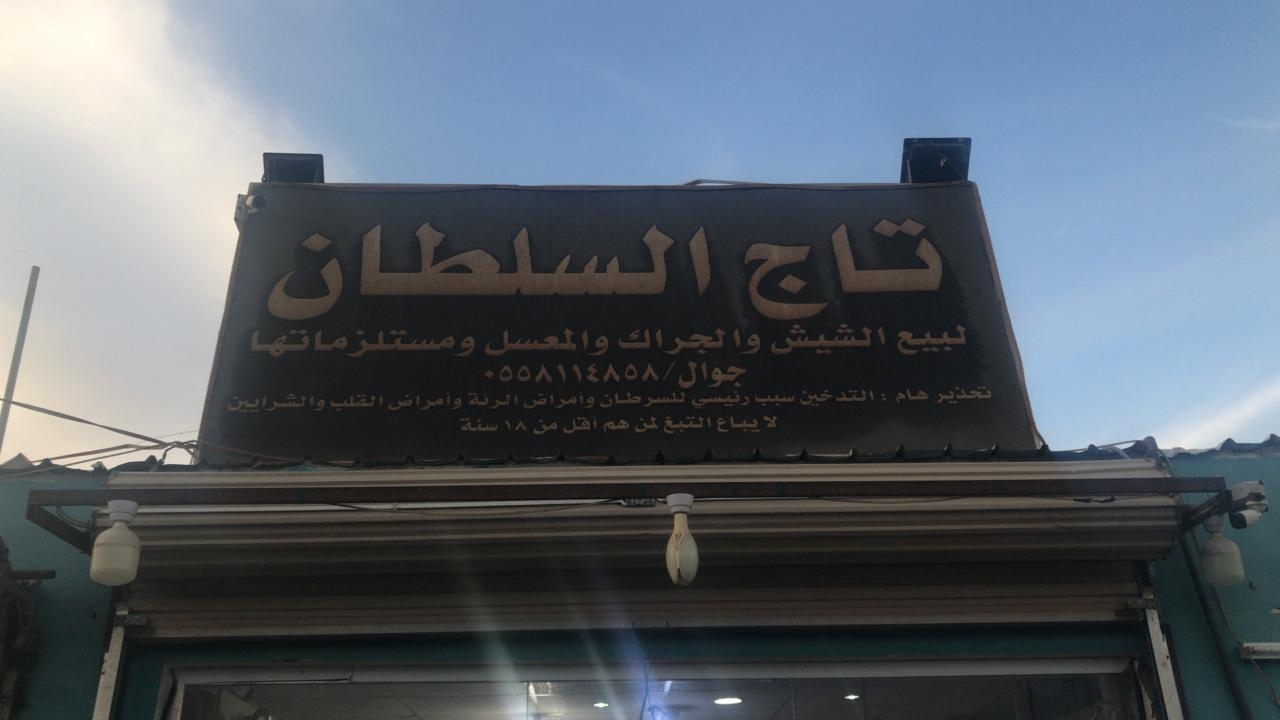 تاج السلطان
لبيع الشيش والجراك والمعسل ومستلزماتها
جوال/٠٥٥٨١١٤٨٥٨
تحذير هام : التدخين سبب رئيسي للسرطان وأمراض الرئة وأمراض القلب والشرايين
لا يباع التبغ لمن هم أقل من ١٨ سنة